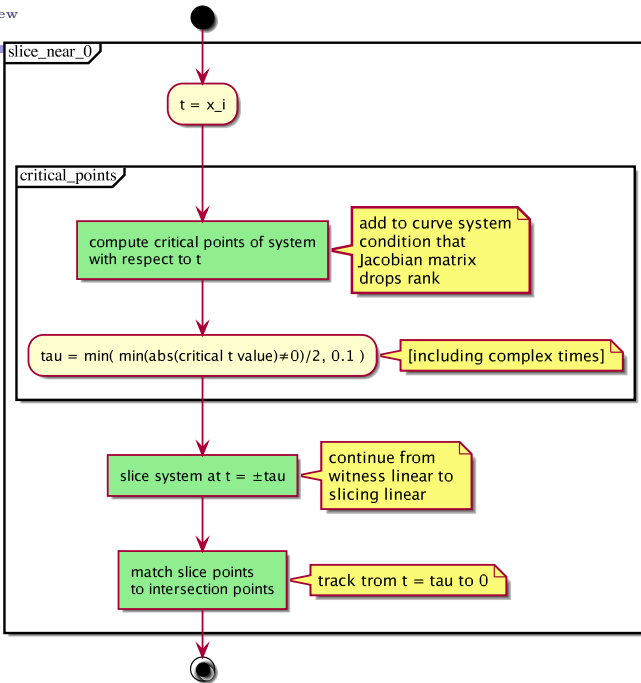 ew
slice_near_0
t = x_i
critical_points
compute critical points of system
with respect to t
add to curve system
condition that
Jacobian matrix
drops rank
tau = min( min(abs(critical t value)≠0)/2, 0.1 )
[including complex times]
slice system at t = ±tau
continue from
witness linear to
slicing linear
match slice points
to intersection points
track trom t = tau to 0